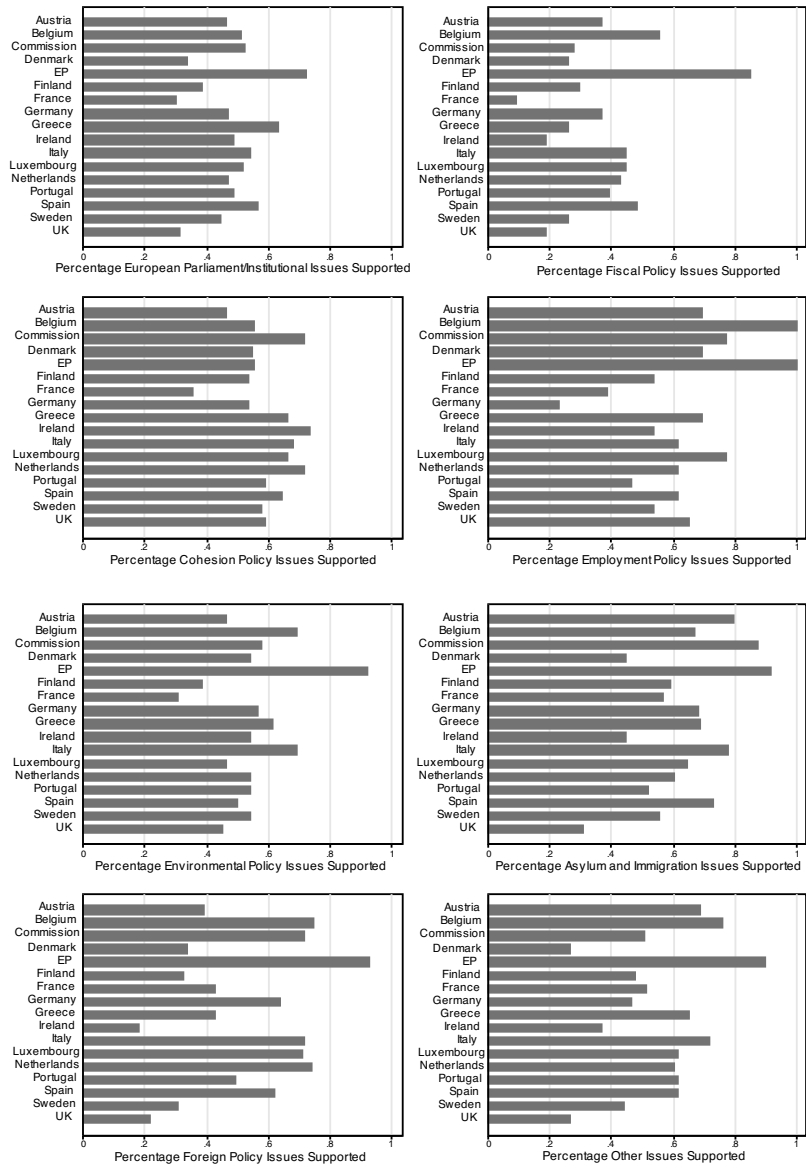 Austria
Belgium
Commission
Denmark
EP
Finland
France
Germany
Greece
Ireland
Italy
Luxembourg
Netherlands
Portugal
Spain
Sweden
UK
0 .2 .4 .6 .8 1
Percentage European Parliament/Institutional Issues Supported
Austria
Belgium
Commission
Denmark
EP
Finland
France
Germany
Greece
Ireland
Italy
Luxembourg
Netherlands
Portugal
Spain
Sweden
UK
0 .2 .4 .6 .8 1
Percentage Fiscal Policy Issues Supported
Austria
Belgium
Commission
Denmark
EP
Finland
France
Germany
Greece
Ireland
Italy
Luxembourg
Netherlands
Portugal
Spain
Sweden
UK
0 .2 .4 .6 .8 1
Percentage Cohesion Policy Issues Supported
Austria
Belgium
Commission
Denmark
EP
Finland
France
Germany
Greece
Ireland
Italy
Luxembourg
Netherlands
Portugal
Spain
Sweden
UK
0 .2 .4 .6 .8 1
Percentage Employment Policy Issues Supported
Austria
Belgium
Commission
Denmark
EP
Finland
France
Germany
Greece
Ireland
Italy
Luxembourg
Netherlands
Portugal
Spain
Sweden
UK
0 .2 .4 .6 .8 1
Percentage Environmental Policy Issues Supported
Austria
Belgium
Commission
Denmark
EP
Finland
France
Germany
Greece
Ireland
Italy
Luxembourg
Netherlands
Portugal
Spain
Sweden
UK
0 .2 .4 .6 .8 1
Percentage Asylum and Immigration Issues Supported
Austria
Belgium
Commission
Denmark
EP
Finland
France
Germany
Greece
Ireland
Italy
Luxembourg
Netherlands
Portugal
Spain
Sweden
UK
0 .2 .4 .6 .8 1
Percentage Foreign Policy Issues Supported
Austria
Belgium
Commission
Denmark
EP
Finland
France
Germany
Greece
Ireland
Italy
Luxembourg
Netherlands
Portugal
Spain
Sweden
UK
0 .2 .4 .6 .8 1
Percentage Other Issues Supported